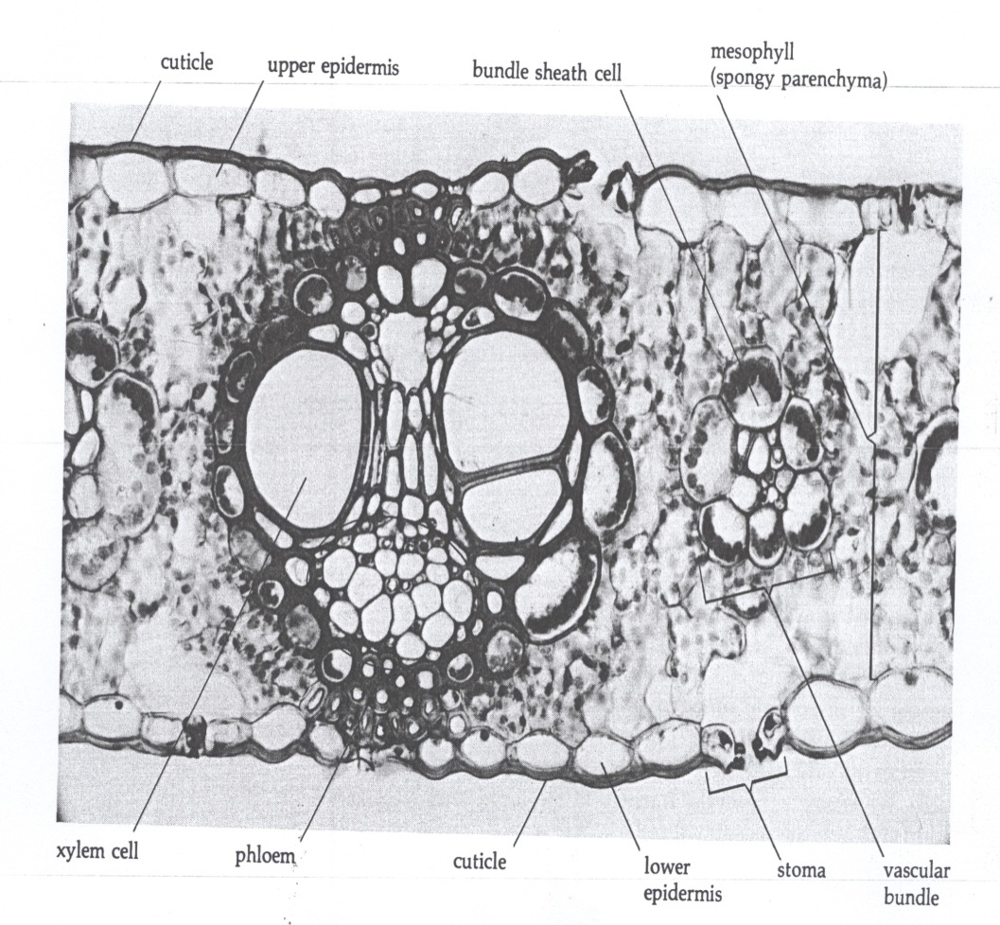 cuticle
upper epidermis
bundle sheath cell
mesophyll
(spongy parenchyma)
xylem cell
phloem
cuticle
lower
epidermis
stoma
vascular
bundle